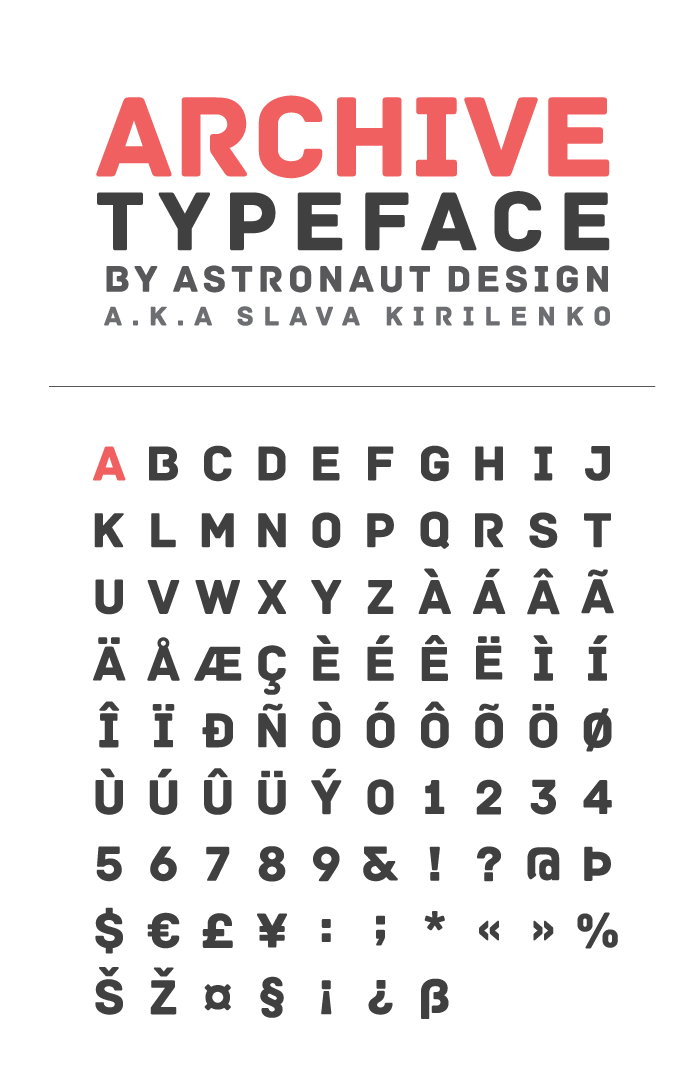 ARCHIVE
TYPEFACE
BY ASTRONAUT DESIGN
A.K.A SLAVA KIRILENKO
A B C D E F G H I J
K L M N O P Q R S T
U V W X Y Z À Á Â Ã
Ä Å Æ Ç È É Ê Ë Ì Í
Î Ï Ð Ñ Ò Ó Ô Õ Ö Ø
Ù Ú Û Ü Ý 0 1 2 3 4
5 6 7 8 9 & ! ? @ Þ
$ € £ ¥ : ; * « » %
Š Ž ¤ § ¡ ¿ ß